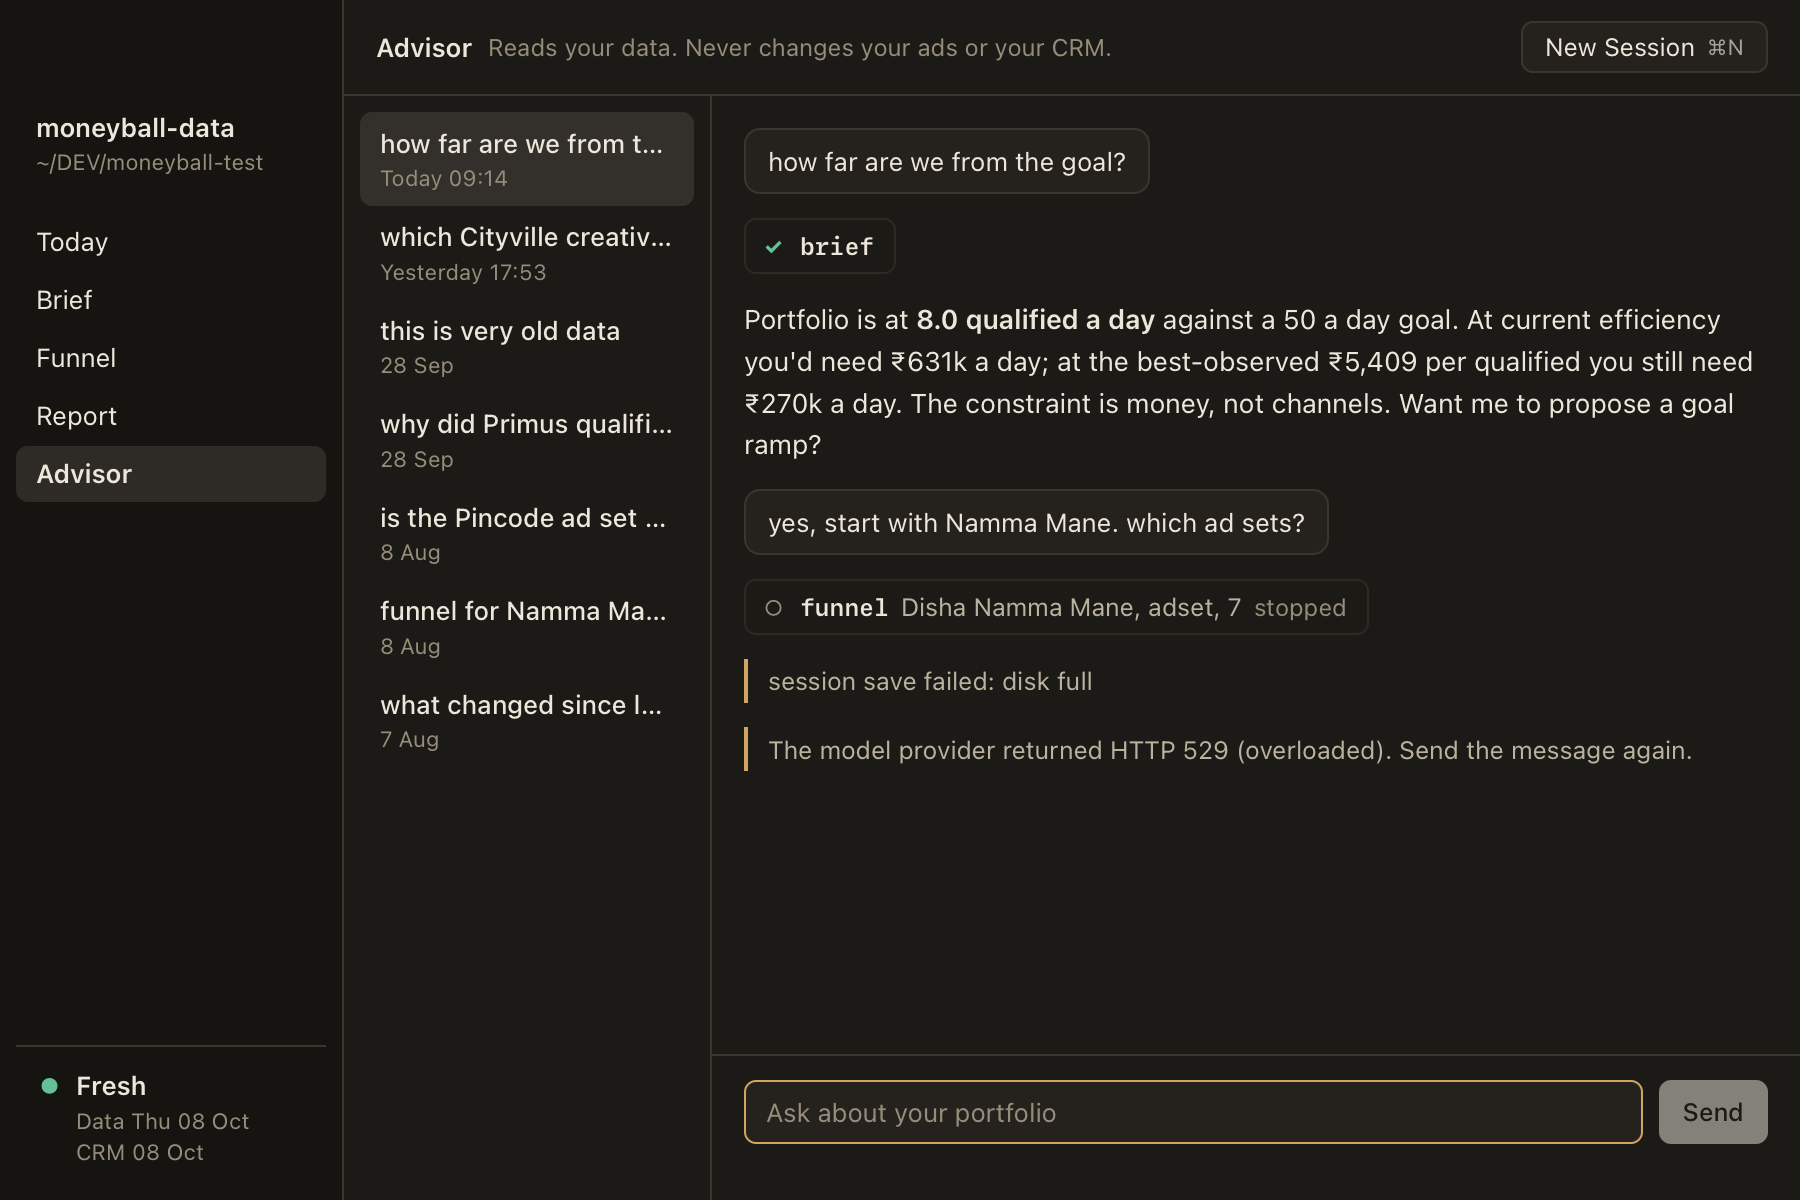 moneyball-data
~/DEV/moneyball-test
Today
Brief
Funnel
Report
Advisor
Fresh
Data Thu 08 Oct
CRM 08 Oct
Advisor Reads your data. Never changes your ads or your CRM.
New Session ⌘N
how far are we from t...
Today 09:14
which Cityville creativ...
Yesterday 17:53
this is very old data
28 Sep
why did Primus qualifi...
28 Sep
is the Pincode ad set ...
8 Aug
funnel for Namma Ma...
8 Aug
what changed since l...
7 Aug
how far are we from the goal?
✓ brief
Portfolio is at 8.0 qualified a day against a 50 a day goal. At current efficiency
you'd need ₹631k a day; at the best-observed ₹5,409 per qualified you still need
₹270k a day. The constraint is money, not channels. Want me to propose a goal
ramp?
yes, start with Namma Mane. which ad sets?
funnel Disha Namma Mane, adset, 7 stopped
session save failed: disk full
The model provider returned HTTP 529 (overloaded). Send the message again.
Ask about your portfolio
Send